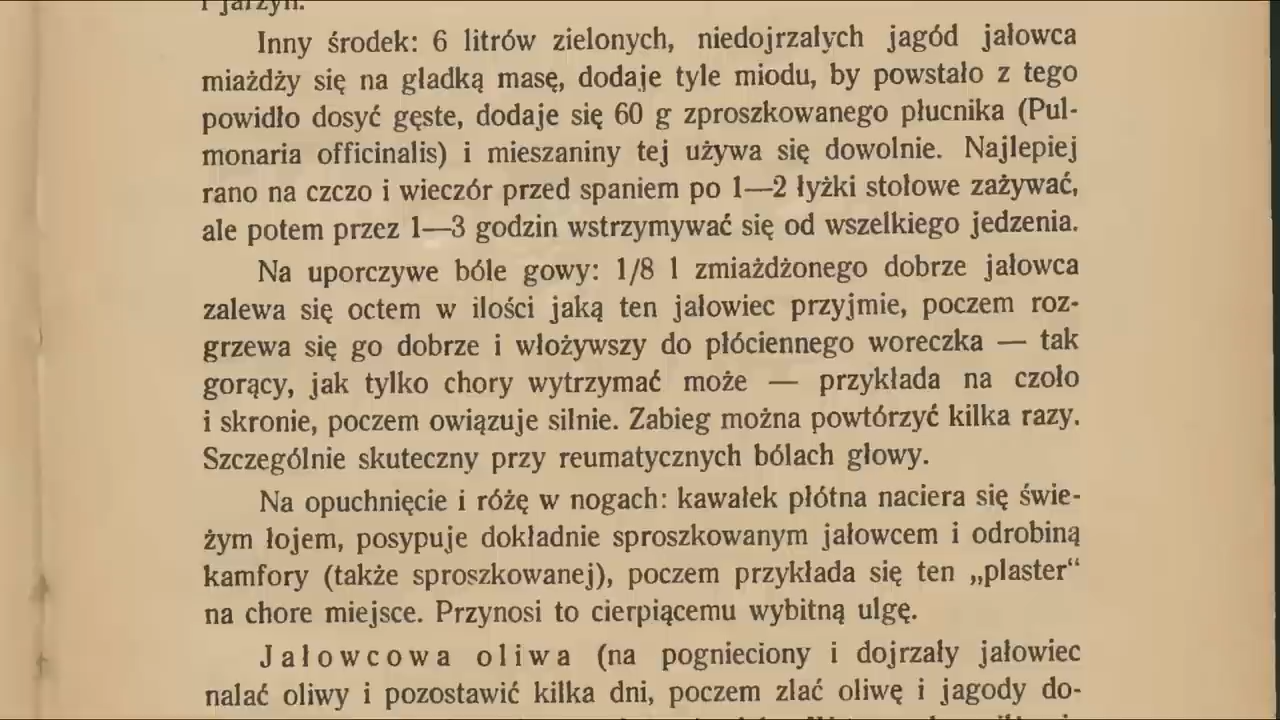 i jarzyn.
Inny środek: 6 litrów zielonych, niedojrzałych jagód jałowca
miażdży się na gładką masę, dodaje tyle miodu, by powstało z tego
powidło dosyć gęste, dodaje się 60 g zproszkowanego płucnika (Pul-
monaria officinalis) i mieszaniny tej używa się dowolnie. Najlepiej
rano na czczo i wieczór przed spaniem po 1—2 łyżki stołowe zażywać,
ale potem przez 1—3 godzin wstrzymywać się od wszelkiego jedzenia.
Na uporczywe bóle gowy: 1/8 l zmiażdżonego dobrze jałowca
zalewa się octem w ilości jaką ten jałowiec przyjmie, poczem roz-
grzewa się go dobrze i włożywszy do płóciennego woreczka — tak
gorący, jak tylko chory wytrzymać może — przykłada na czoło
i skronie, poczem owiązuje silnie. Zabieg można powtórzyć kilka razy.
Szczególnie skuteczny przy reumatycznych bólach głowy.
Na opuchnięcie i różę w nogach: kawałek płótna naciera się świe-
żym łojem, posypuje dokładnie sproszkowanym jałowcem i odrobiną
kamfory (także sproszkowanej), poczem przykłada się ten „plaster“
na chore miejsce. Przynosi to cierpiącemu wybitną ulgę.
Jałowcowa oliwa (na pognieciony i dojrzały jałowiec
nalać oliwy i pozostawić kilka dni, poczem zlać oliwę i jagody do-